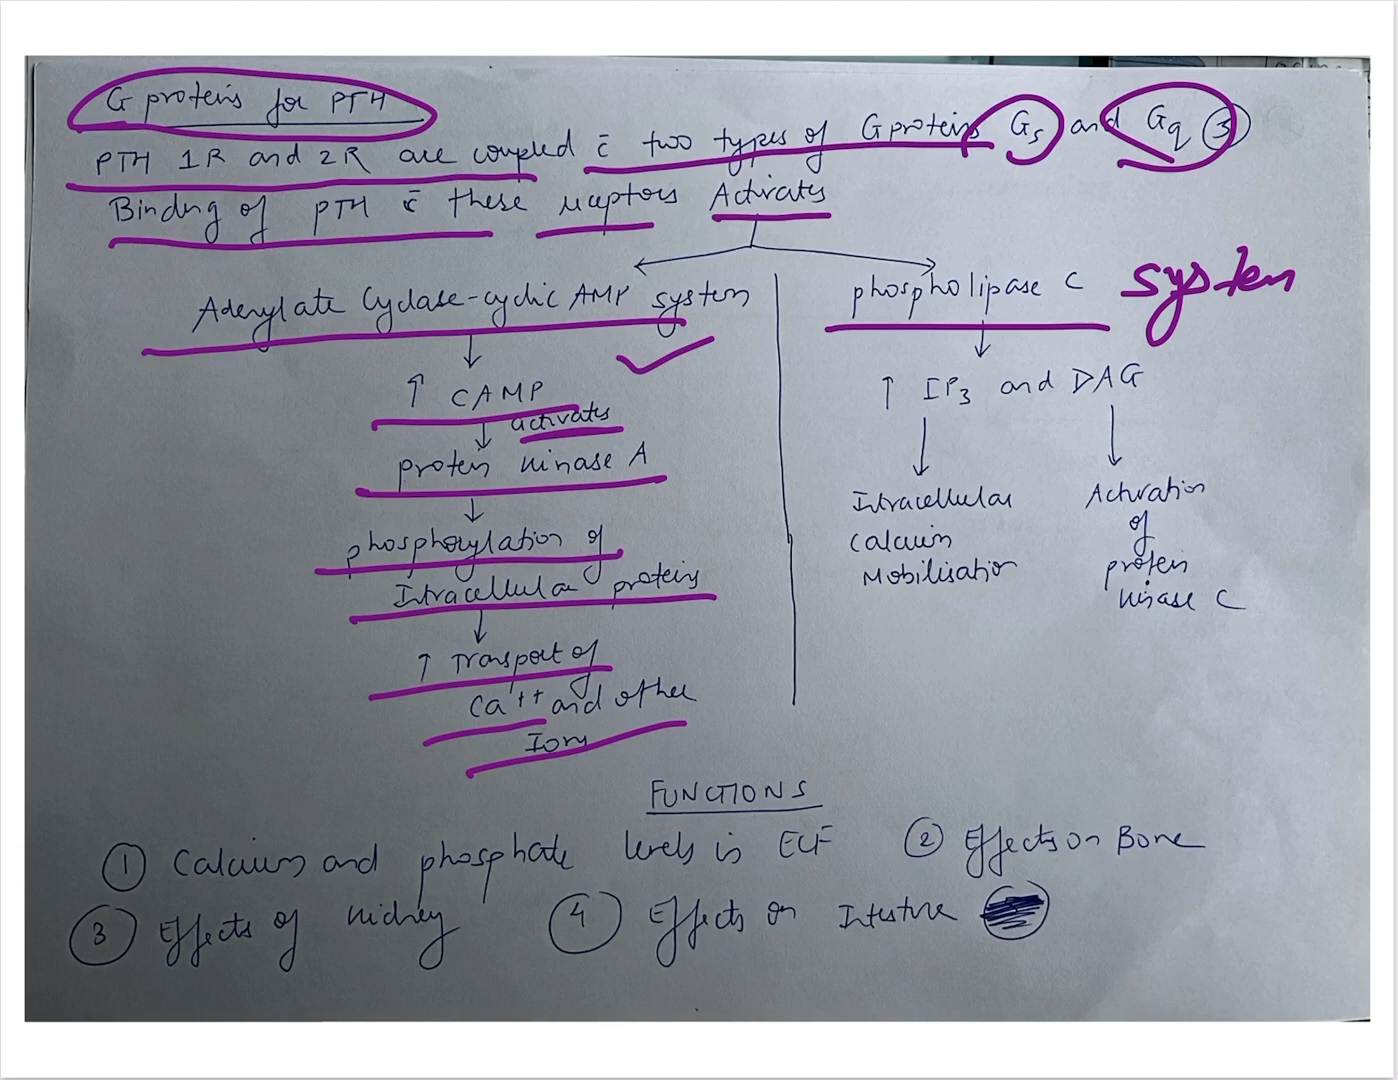 G proteins for PTH
PTH 1R and 2R are coupled c̄ two types of G proteins Gs and Gq ③
Binding of PTH c̄ these receptors Activates
Adenylate Cyclase-cyclic AMP system
phospholipase C system
↑ CAMP
activates
protein kinase A
phosphorylation of
Intracellular proteins
↑ Transport of
Ca++ and other
Ions
↑ IP3 and DAG
Intracellular
Calcium
Mobilisation
Activation
of
protein
kinase C
FUNCTIONS
① Calcium and phosphate levels in ECF ② Effects on Bone
③ Effects of kidney ④ Effects on Intestine